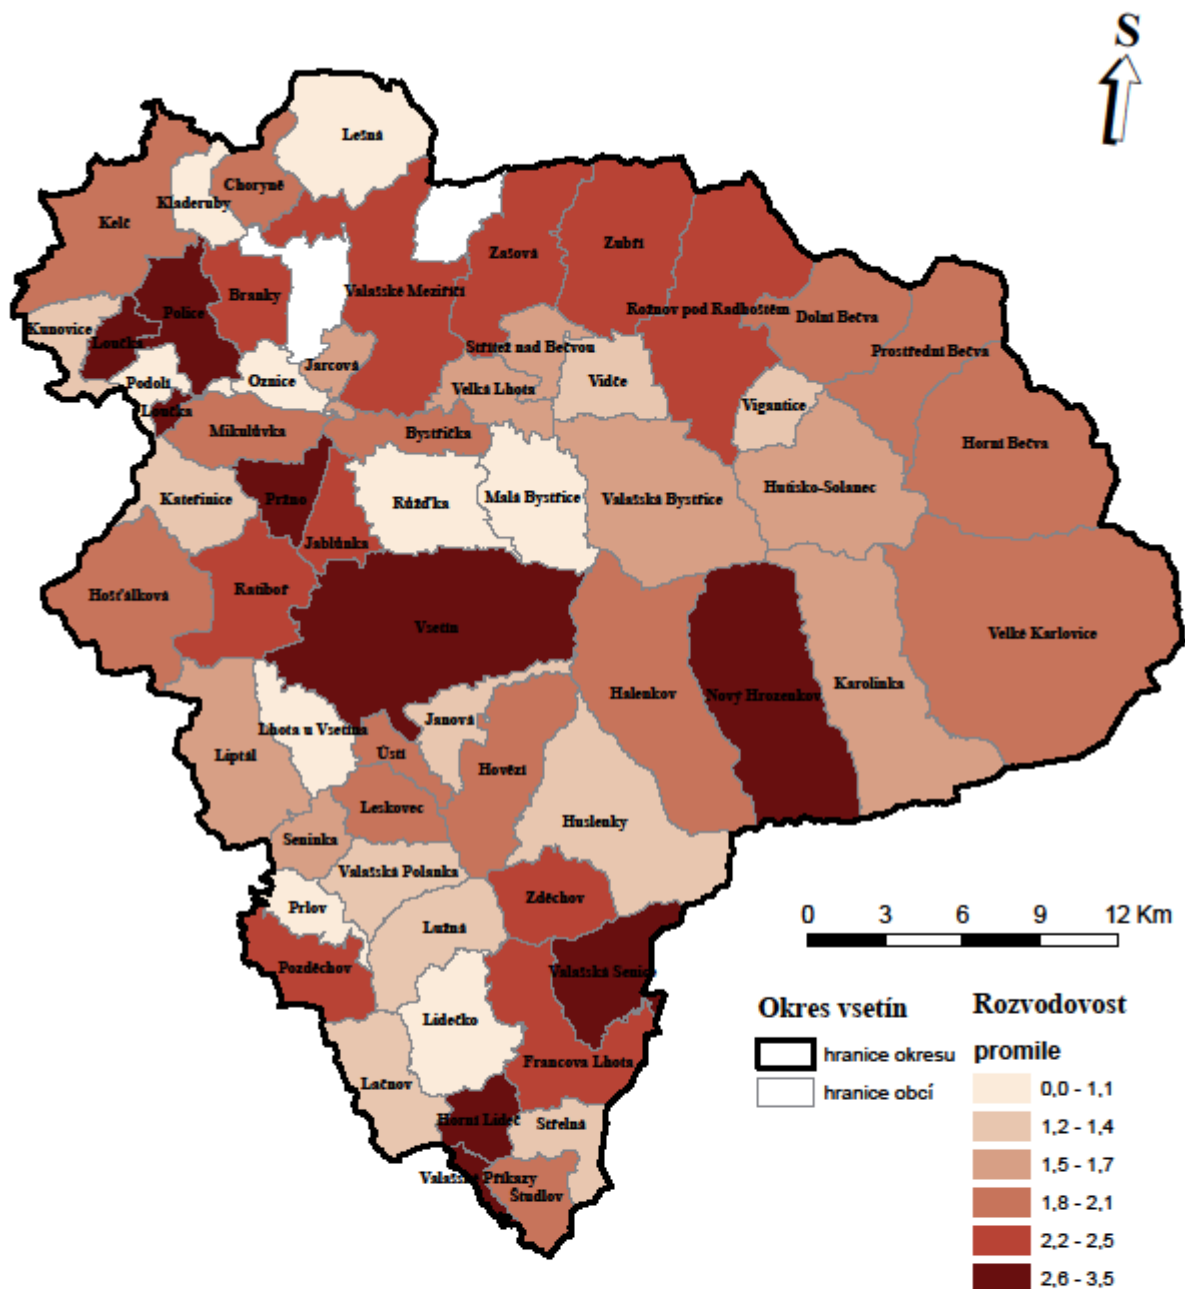 S
Lešná
Choryně
Kladeruby
Kelč
Zašová
Zubří
Branky
Valašské Meziříčí
Rožnov pod Radhoštěm
Police
Dolní Bečva
Kunovice
Loučka
Střítež nad Bečvou
Prostřední Bečva
Jarcová
Podolí
Oznice
Velká Lhota
Vidče
Vigantice
Loučka
Mikulůvka
Bystřička
Horní Bečva
Kateřinice
Pržno
Růžďka
Malá Bystřice
Valašská Bystřice
Hutisko-Solanec
Jablůnka
Hošťálková
Ratiboř
Vsetín
Velké Karlovice
Halenkov
Nový Hrozenkov
Karolinka
Lhota u Vsetína
Janová
Liptál
Ústí
Hovězí
Leskovec
Huslenky
Seninka
Valašská Polanka
Zděchov
Prlov
Lužná
0 3 6 9 12 Km
Pozděchov
Valašská Senice
Lidečko
Okres vsetín
Rozvodovost
hranice okresu
promile
Francova Lhota
Lačnov
hranice obcí
0,0 - 1,1
Horní Lideč
Střelná
1,2 - 1,4
1,5 - 1,7
Valašské Příkazy
Študlov
1,8 - 2,1
2,2 - 2,5
2,6 - 3,5